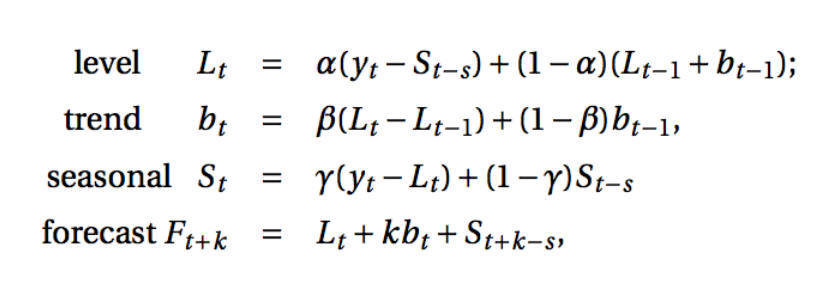 level L_t = α(y_t − S_{t−s}) + (1 − α)(L_{t−1} + b_{t−1});
trend b_t = β(L_t − L_{t−1}) + (1 − β)b_{t−1},
seasonal S_t = γ(y_t − L_t) + (1 − γ)S_{t−s}
forecast F_{t+k} = L_t + kb_t + S_{t+k−s},